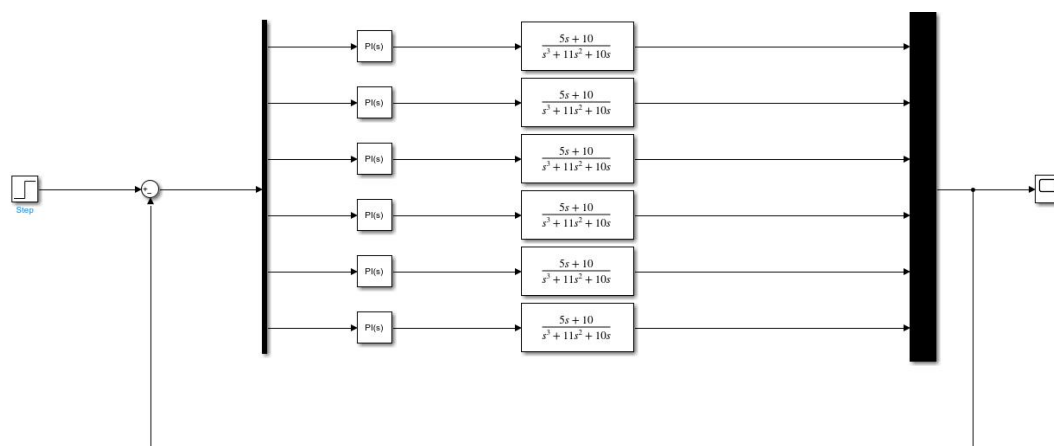 PI(s)
5s + 10
s³ + 11s² + 10s
PI(s)
5s + 10
s³ + 11s² + 10s
PI(s)
5s + 10
s³ + 11s² + 10s
+
−
Step
PI(s)
5s + 10
s³ + 11s² + 10s
PI(s)
5s + 10
s³ + 11s² + 10s
PI(s)
5s + 10
s³ + 11s² + 10s